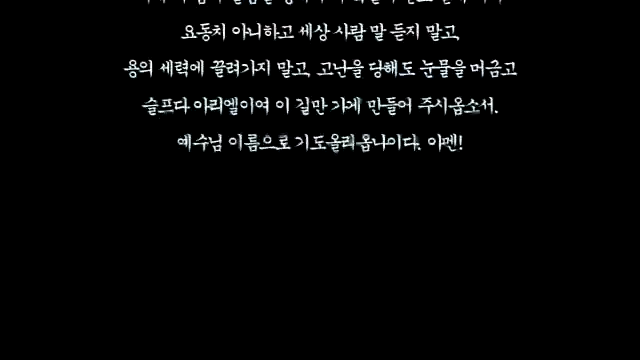 요동치 아니하고 세상 사람 말 듣지 말고,
용의 세력에 끌려가지 말고, 고난을 당해도 눈물을 머금고
슬프다 아리엘이여 이 길만 가게 만들어 주시옵소서.
예수님 이름으로 기도올리옵나이다. 아멘!